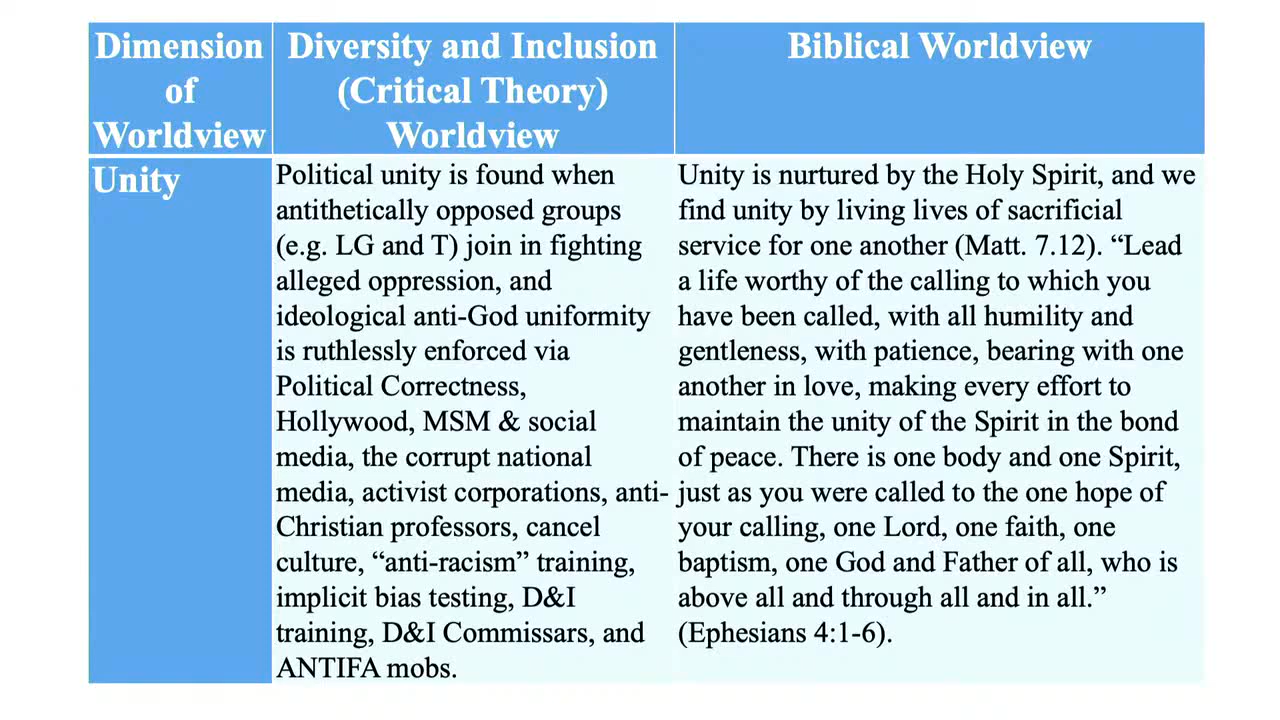 Dimension
of
Worldview
Diversity and Inclusion
(Critical Theory)
Worldview
Biblical Worldview
Unity
Political unity is found when
antithetically opposed groups
(e.g. LG and T) join in fighting
alleged oppression, and
ideological anti-God uniformity
is ruthlessly enforced via
Political Correctness,
Hollywood, MSM & social
media, the corrupt national
media, activist corporations, anti-
Christian professors, cancel
culture, “anti-racism” training,
implicit bias testing, D&I
training, D&I Commissars, and
ANTIFA mobs.
Unity is nurtured by the Holy Spirit, and we
find unity by living lives of sacrificial
service for one another (Matt. 7.12). “Lead
a life worthy of the calling to which you
have been called, with all humility and
gentleness, with patience, bearing with one
another in love, making every effort to
maintain the unity of the Spirit in the bond
of peace. There is one body and one Spirit,
just as you were called to the one hope of
your calling, one Lord, one faith, one
baptism, one God and Father of all, who is
above all and through all and in all.”
(Ephesians 4:1-6).